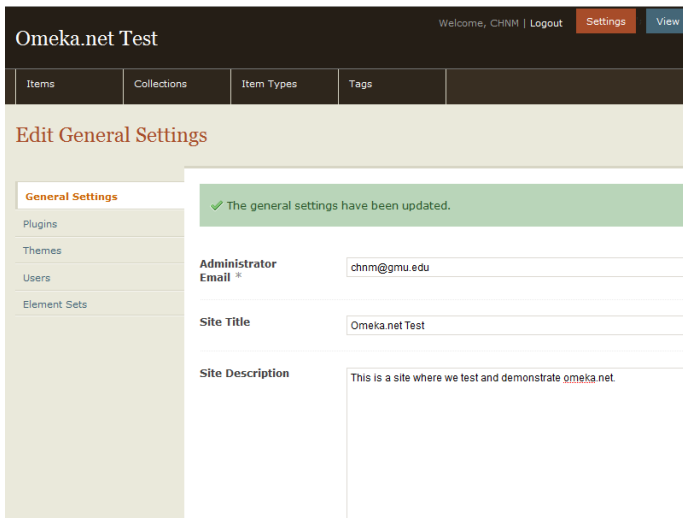 Welcome, CHNM | Logout Settings View
Omeka.net Test
Items Collections Item Types Tags
Edit General Settings
General Settings
Plugins
Themes
Users
Element Sets
The general settings have been updated.
Administrator
Email *
chnm@gmu.edu
Site Title
Omeka.net Test
Site Description
This is a site where we test and demonstrate omeka.net.